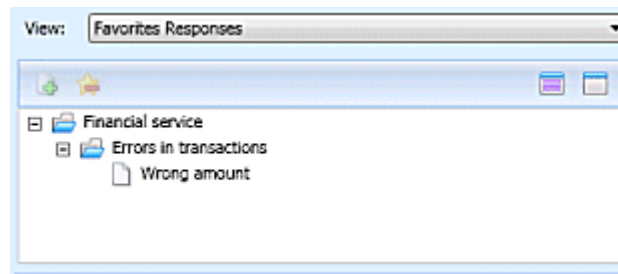 View: Favorites Responses
Financial service
Errors in transactions
Wrong amount